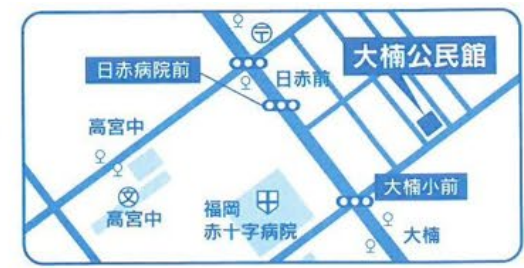 日赤病院前
日赤前
大楠公民館
高宮中
高宮中
福岡
赤十字病院
大楠小前
大楠